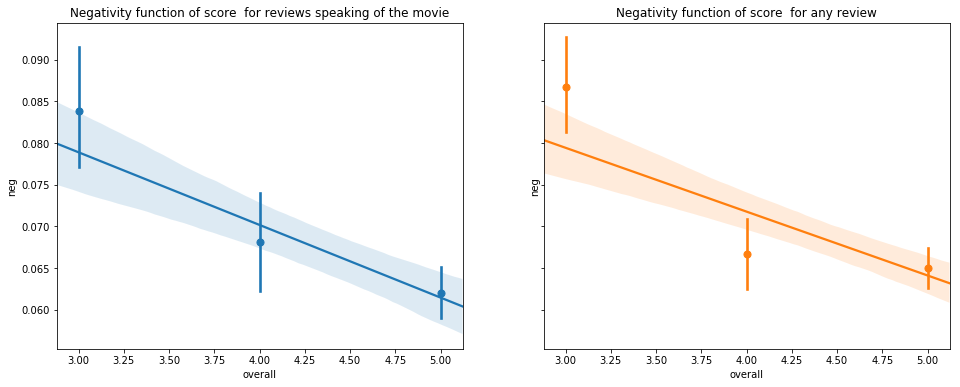 Negativity function of score  for reviews speaking of the movie
Negativity function of score  for any review
0.090
0.085
0.080
0.075
0.070
0.065
0.060
neg
neg
3.00 3.25 3.50 3.75 4.00 4.25 4.50 4.75 5.00
3.00 3.25 3.50 3.75 4.00 4.25 4.50 4.75 5.00
overall
overall